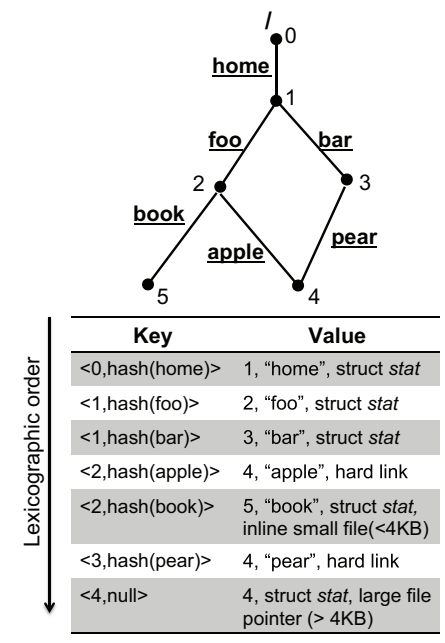 /
0
home
1
foo
bar
2
3
book
apple
pear
5
4
Lexicographic order
Key Value
<0,hash(home)> 1, “home”, struct stat
<1,hash(foo)> 2, “foo”, struct stat
<1,hash(bar)> 3, “bar”, struct stat
<2,hash(apple)> 4, “apple”, hard link
<2,hash(book)> 5, “book”, struct stat,
inline small file(<4KB)
<3,hash(pear)> 4, “pear”, hard link
<4,null> 4, struct stat, large file
pointer (> 4KB)